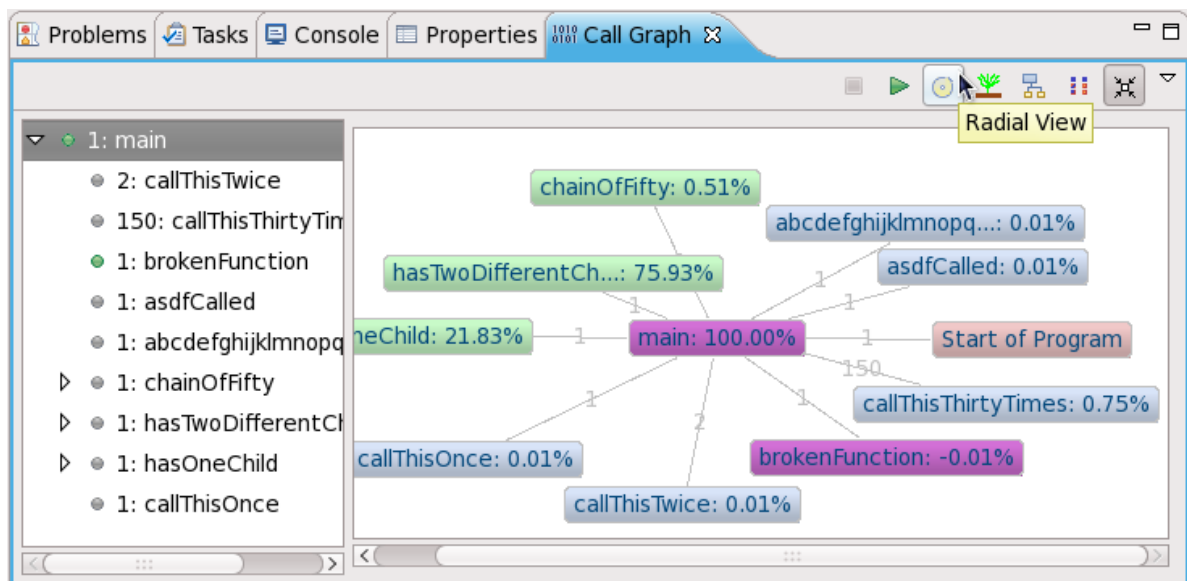 Problems Tasks Console Properties Call Graph
Radial View
1: main
2: callThisTwice
150: callThisThirtyTim
1: brokenFunction
1: asdfCalled
1: abcdefghijklmnopq
1: chainOfFifty
1: hasTwoDifferentCh
1: hasOneChild
1: callThisOnce
chainOfFifty: 0.51%
abcdefghijklmnopq...: 0.01%
hasTwoDifferentCh...: 75.93%
1
asdfCalled: 0.01%
1
1
neChild: 21.83%
1
main: 100.00%
1
Start of Program
150
1
1
callThisThirtyTimes: 0.75%
2
callThisOnce: 0.01%
brokenFunction: -0.01%
callThisTwice: 0.01%